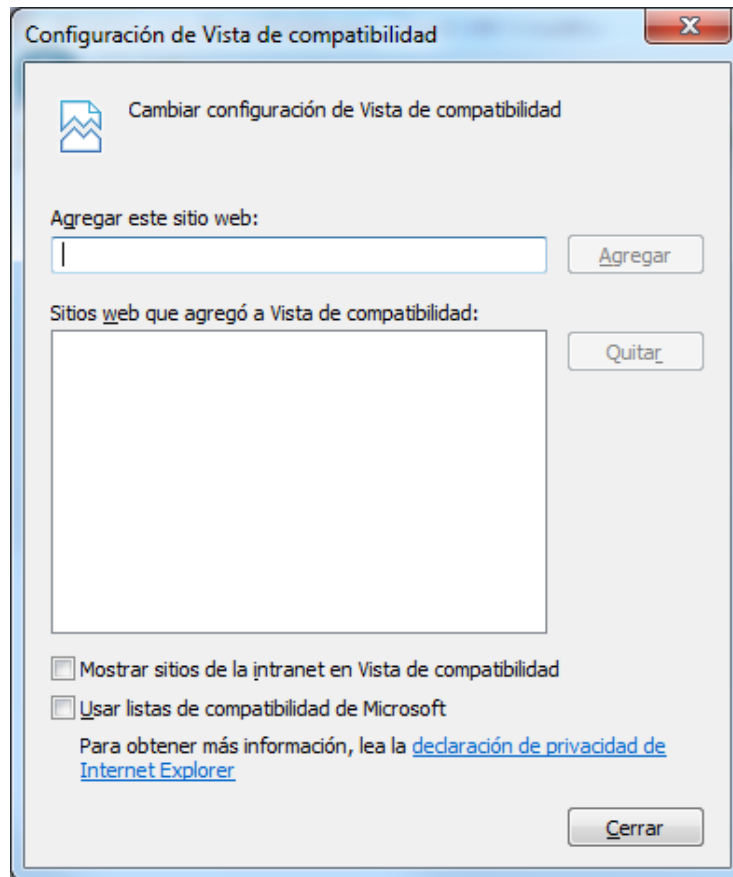 Configuración de Vista de compatibilidad
Cambiar configuración de Vista de compatibilidad
Agregar este sitio web:
Agregar
Sitios web que agregó a Vista de compatibilidad:
Quitar
Mostrar sitios de la intranet en Vista de compatibilidad
Usar listas de compatibilidad de Microsoft
Para obtener más información, lea la declaración de privacidad de
Internet Explorer
Cerrar